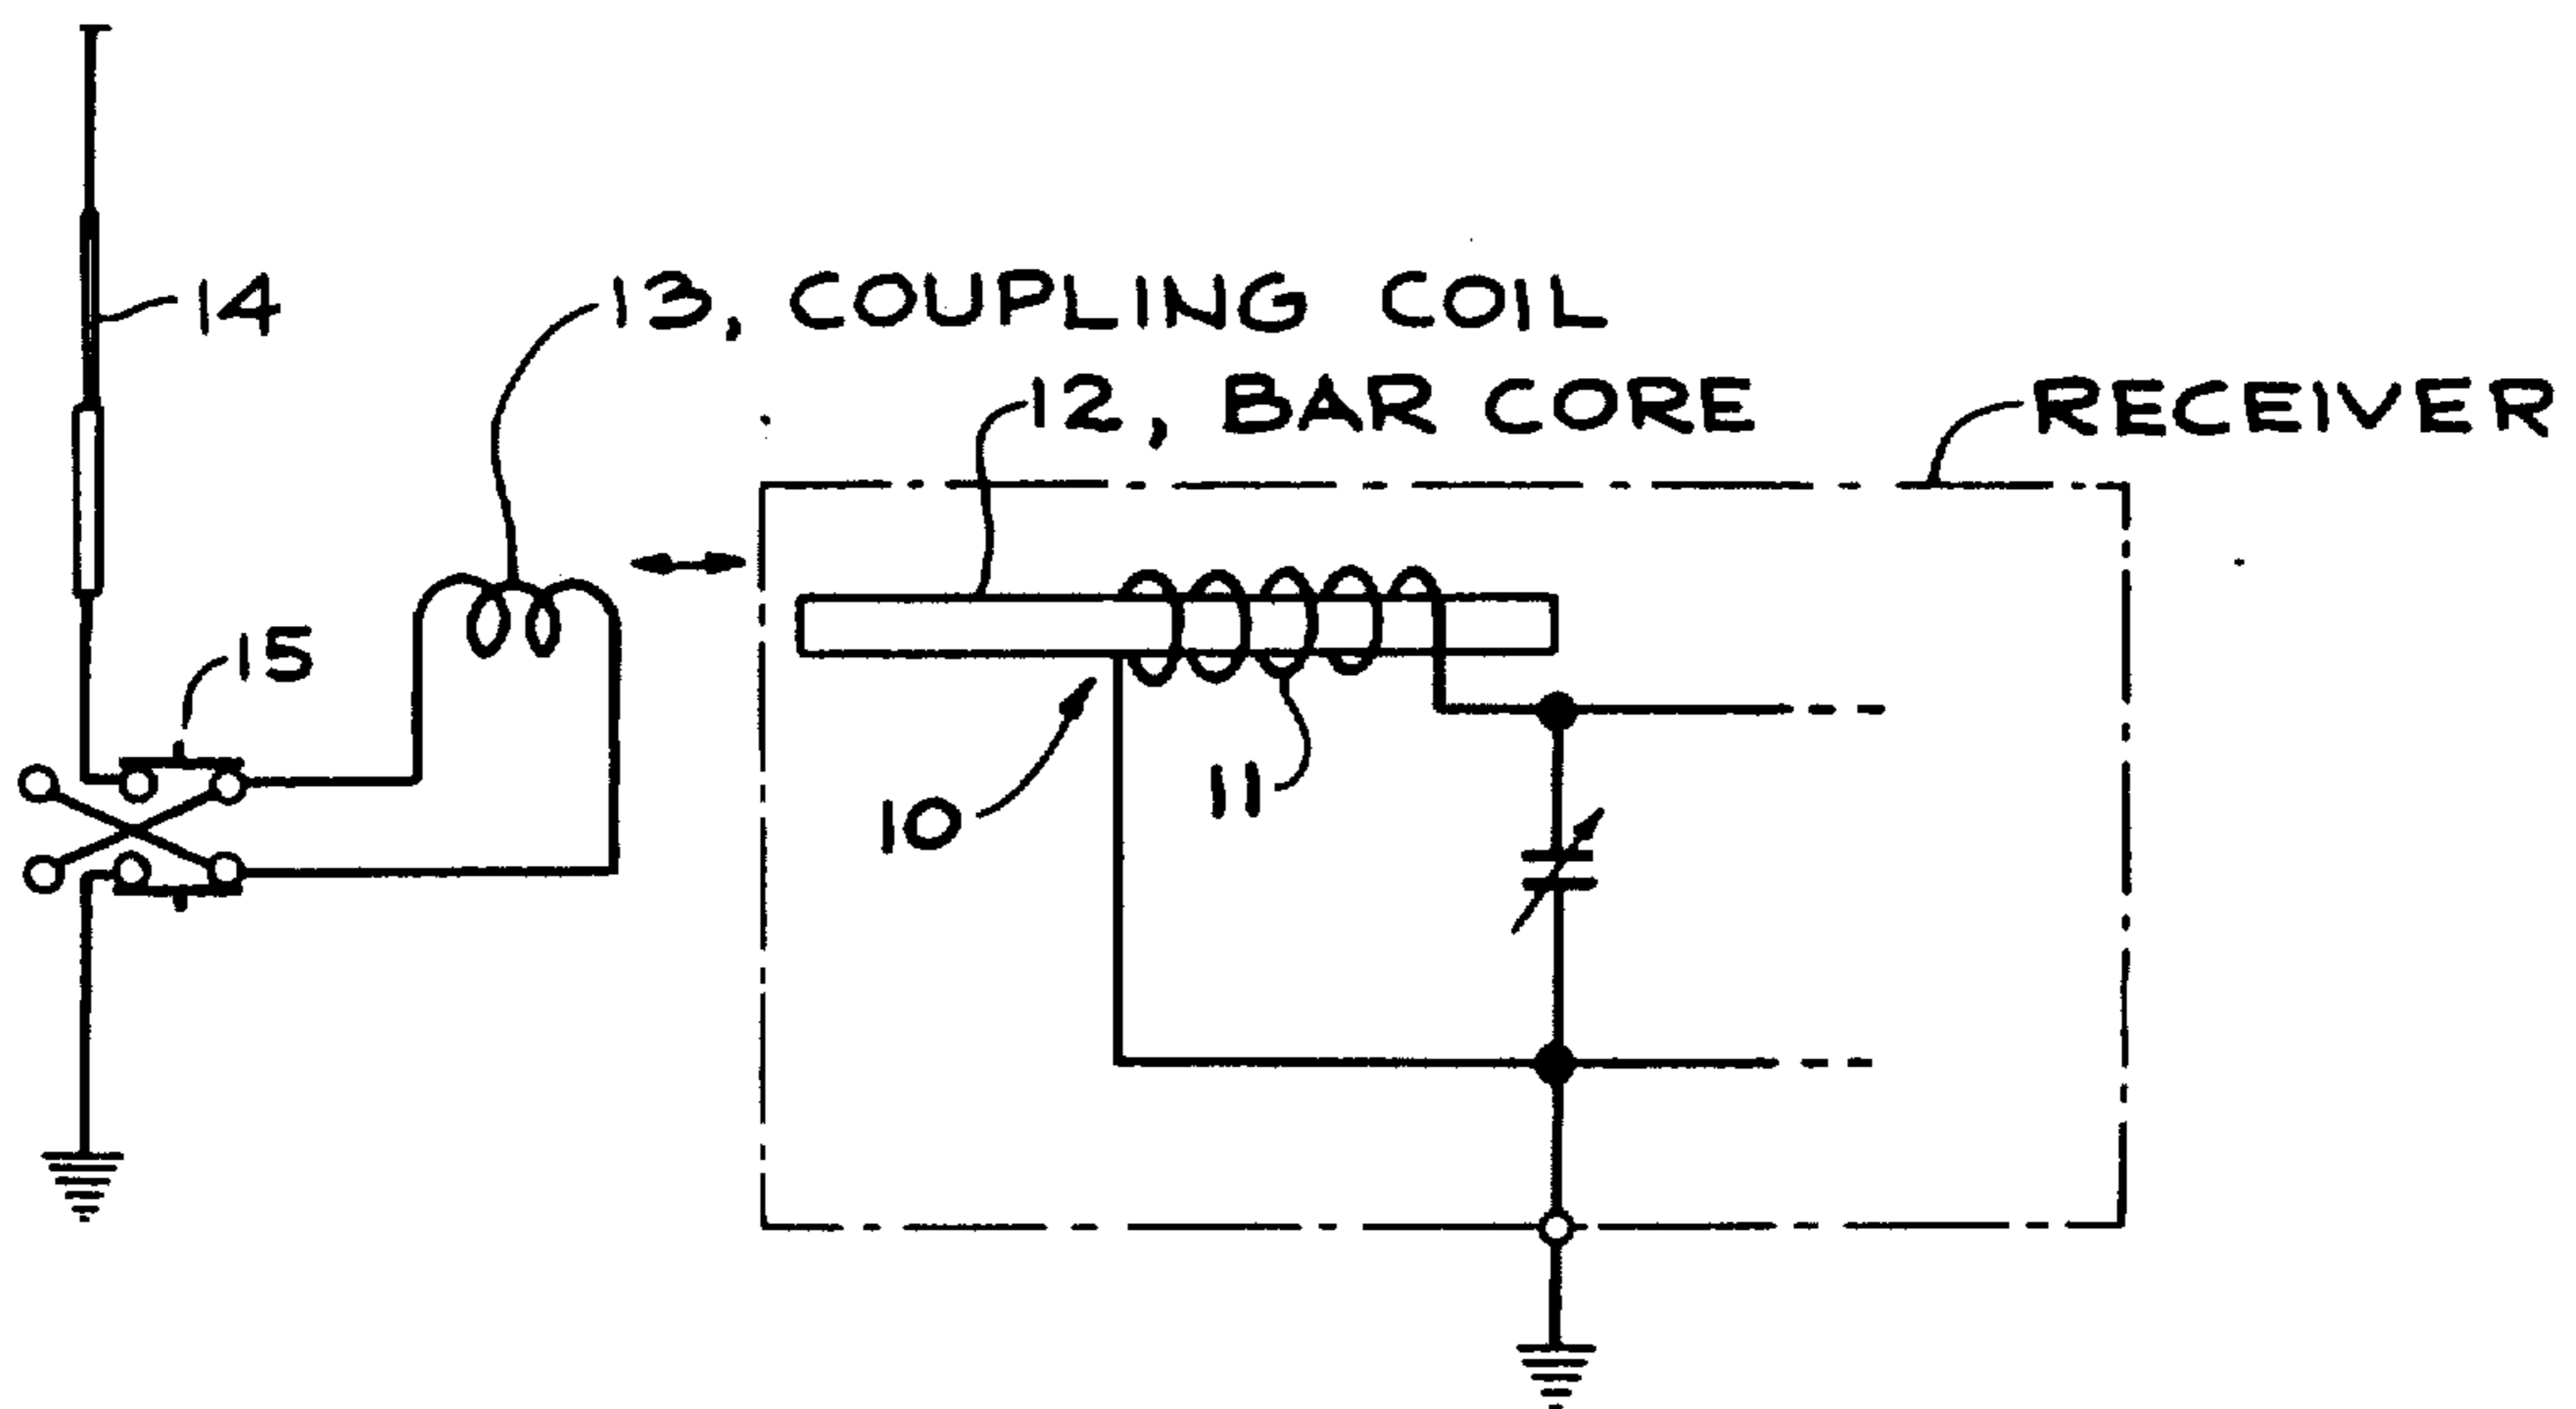 14
13, COUPLING COIL
12, BAR CORE
RECEIVER
15
10
11